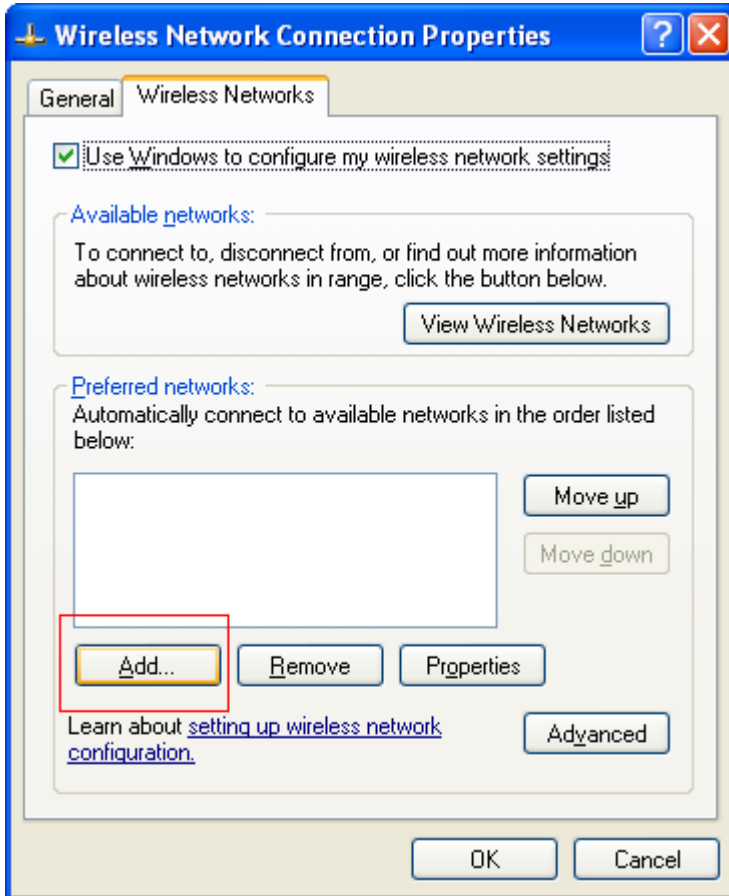 Wireless Network Connection Properties
General
Wireless Networks
Use Windows to configure my wireless network settings
Available networks:
To connect to, disconnect from, or find out more information
about wireless networks in range, click the button below.
View Wireless Networks
Preferred networks:
Automatically connect to available networks in the order listed
below:
Move up
Move down
Add...
Remove
Properties
Learn about setting up wireless network
configuration.
Advanced
OK
Cancel